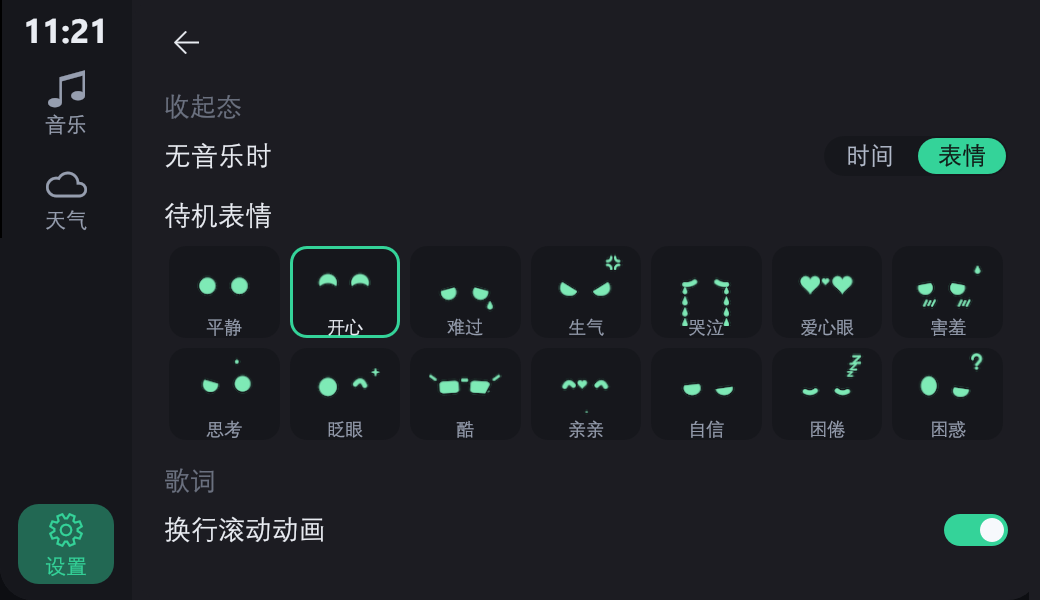 11:21
音乐
天气
设置
收起态
无音乐时
时间 表情
待机表情
平静 开心 难过 生气 哭泣 爱心眼 害羞
思考 眨眼 酷 亲亲 自信 困倦 困惑
歌词
换行滚动动画